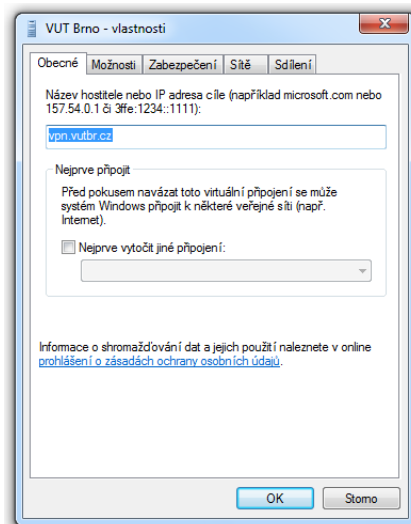 VUT Brno - vlastnosti
Obecné Možnosti Zabezpečení Sítě Sdílení
Název hostitele nebo IP adresa cíle (například microsoft.com nebo
157.54.0.1 či 3ffe:1234::1111):
vpn.vutbr.cz
Nejprve připojit
Před pokusem navázat toto virtuální připojení se může
systém Windows připojit k některé veřejné síti (např.
Internet).
Nejprve vytočit jiné připojení:
Informace o shromažďování dat a jejich použití naleznete v online
prohlášení o zásadách ochrany osobních údajů.
OK Storno